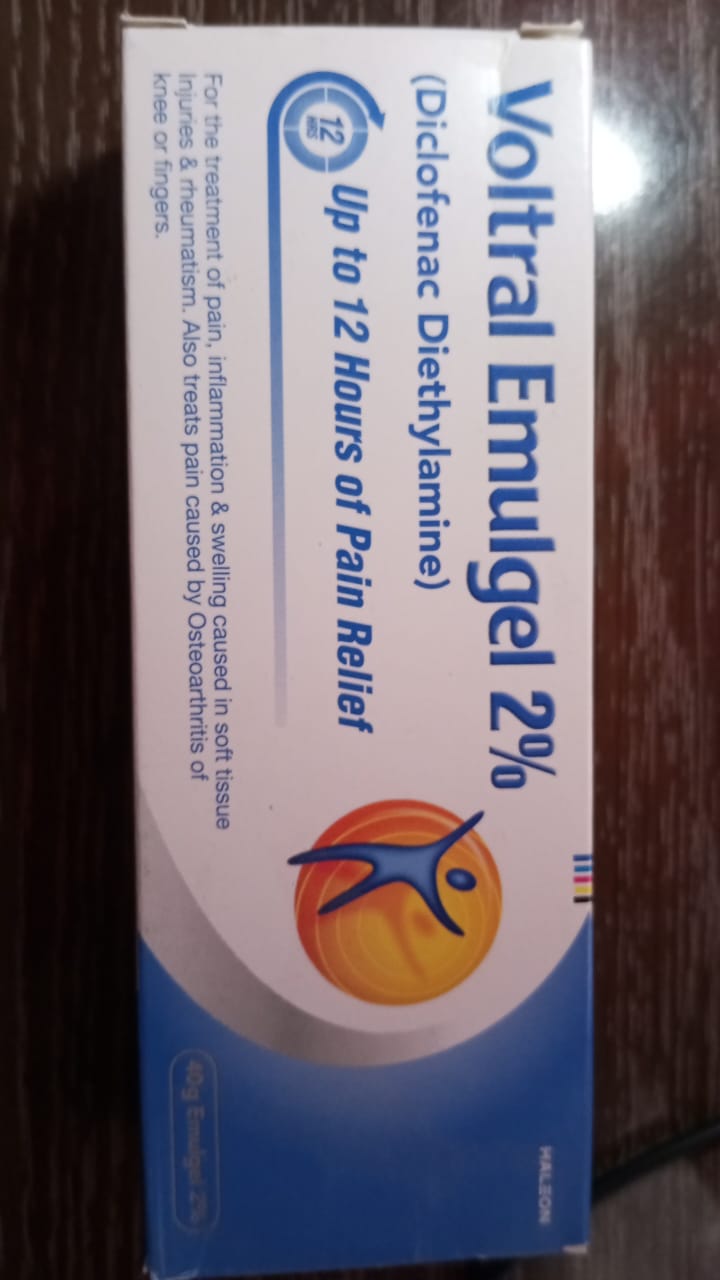 Voltral Emulgel 2%
(Diclofenac Diethylamine)
12
HRS
Up to 12 Hours of Pain Relief
For the treatment of pain, inflammation & swelling caused in soft tissue
Injuries & rheumatism. Also treats pain caused by Osteoarthritis of
knee or fingers.
HALEON
40g Emulgel 2%